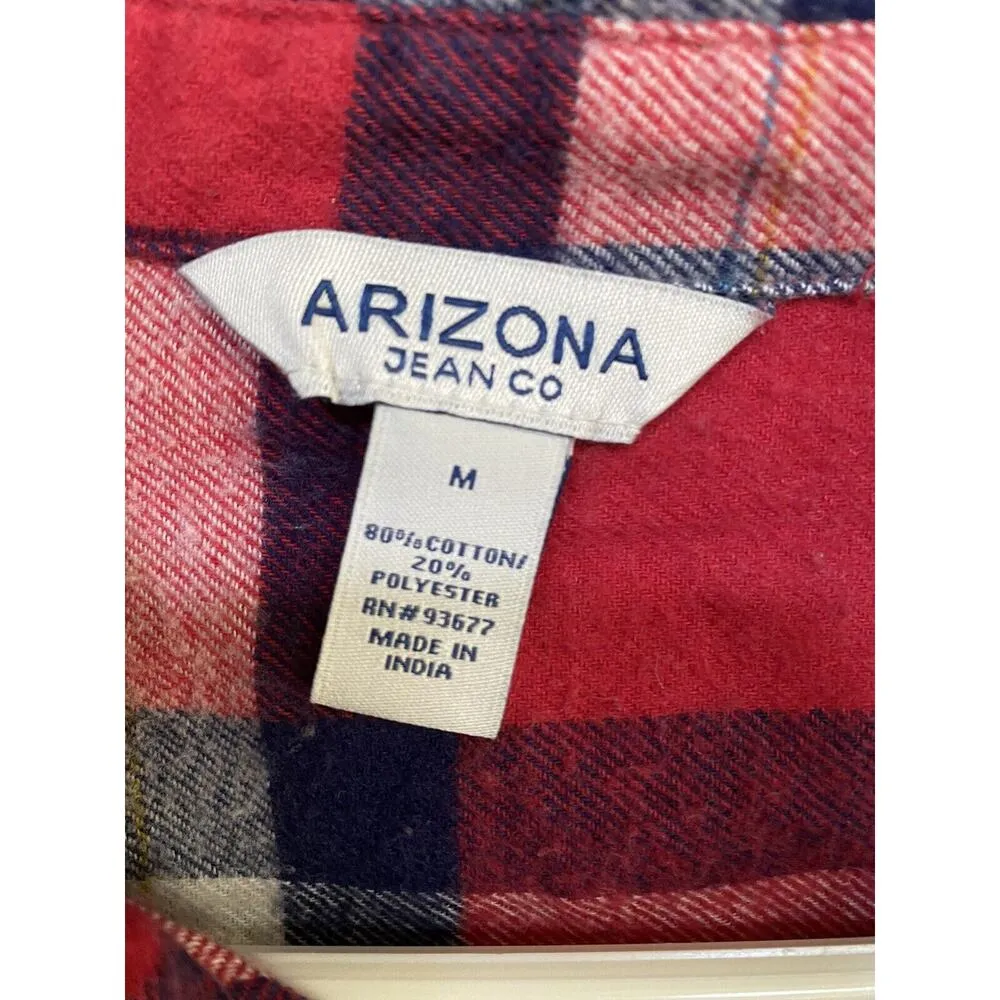 ARIZONA
JEAN CO
M
80% COTTON/
20%
POLYESTER
RN# 93677
MADE IN
INDIA